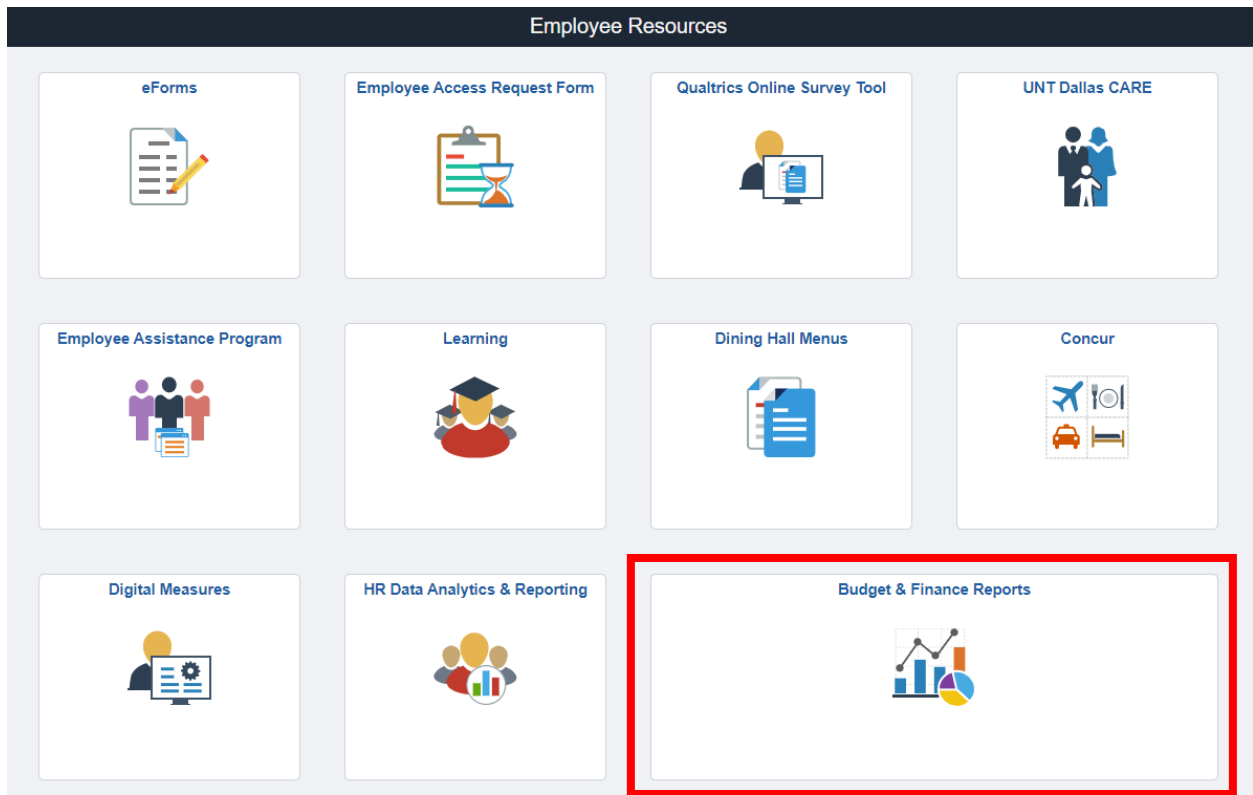 Employee Resources
eForms
Employee Access Request Form
Qualtrics Online Survey Tool
UNT Dallas CARE
Employee Assistance Program
Learning
Dining Hall Menus
Concur
Digital Measures
HR Data Analytics & Reporting
Budget & Finance Reports